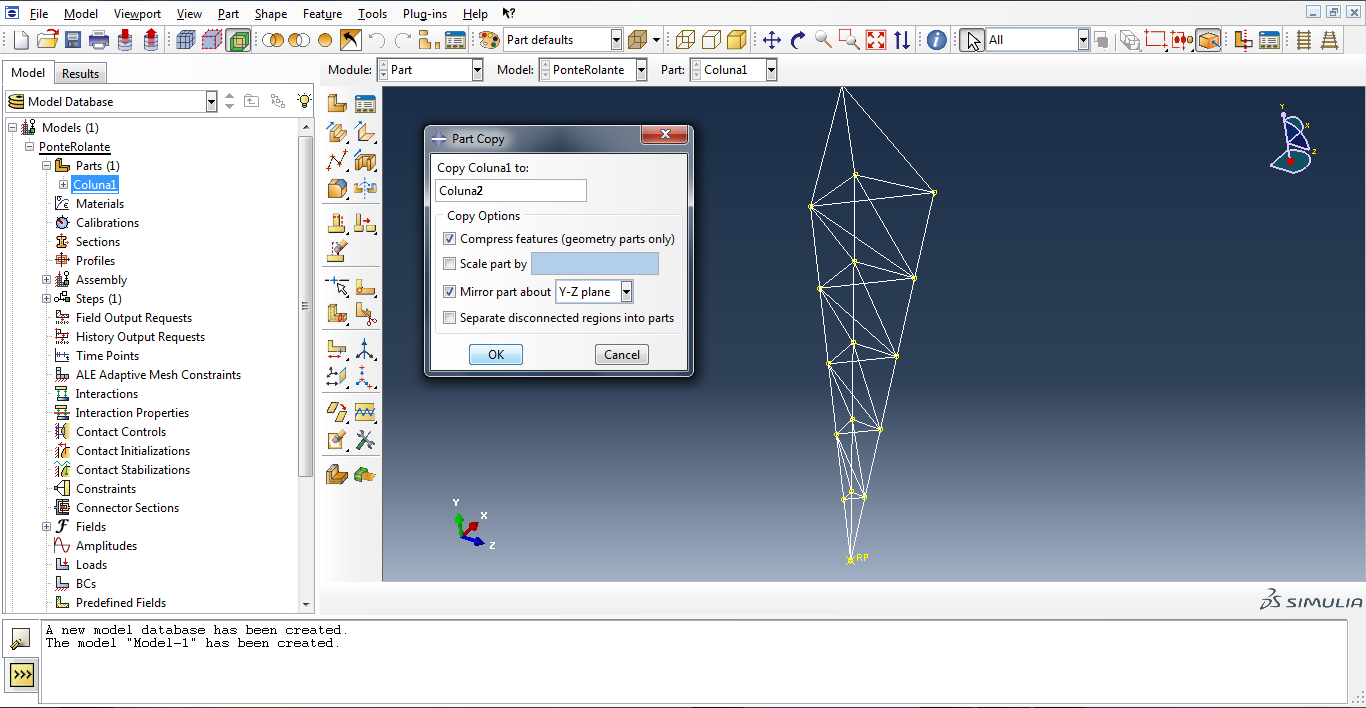 File Model Viewport View Part Shape Feature Tools Plug-ins Help
Part defaults All
Model Results Module: Part Model: PonteRolante Part: Coluna1
Model Database
Models (1)
PonteRolante
Parts (1)
Coluna1
Materials
Calibrations
Sections
Profiles
Assembly
Steps (1)
Field Output Requests
History Output Requests
Time Points
ALE Adaptive Mesh Constraints
Interactions
Interaction Properties
Contact Controls
Contact Initializations
Contact Stabilizations
Constraints
Connector Sections
Fields
Amplitudes
Loads
BCs
Predefined Fields
Part Copy
Copy Coluna1 to:
Coluna2
Copy Options
Compress features (geometry parts only)
Scale part by
Mirror part about Y-Z plane
Separate disconnected regions into parts
OK Cancel
Y
X
Z
RP
Y
X
Z
SIMULIA
A new model database has been created.
The model "Model-1" has been created.
>>>